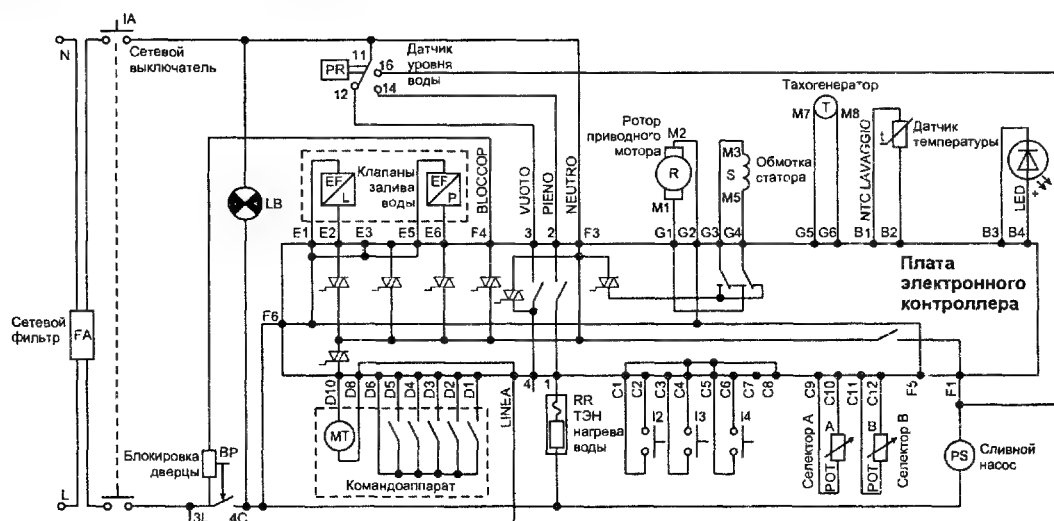 IA
N
Сетевой
выключатель
11
PR
12
16
14
Датчик
уровня
воды
Тахогенератор
M7
T
M8
Ротор
приводного
мотора
M2
R
M1
M3
S
M5
Обмотка
статора
NTC LAVAGGIO
t
Датчик
температуры
LED
+
Клапаны
залива
воды
EF
L
EF
P
BLOCCOP
VUOTO
PIENO
NEUTRO
LB
E1
E2
E3
E5
E6
F4
3
2
F3
G1
G2
G3
G4
G5
G6
B1
B2
B3
B4
Плата
электронного
контроллера
Сетевой
фильтр
FA
F6
D10
D8
D6
D5
D4
D3
D2
D1
LINEA
4
1
C1
C2
C3
C4
C5
C6
C7
C8
C9
C10
C11
C12
F5
F1
MT
Командоаппарат
RR
ТЭН
нагрева
воды
I2
I3
I4
Селектор A
A
POT
B
POT
Селектор B
PS
Сливной
насос
Блокировка
дверцы
BP
L
3L
4C